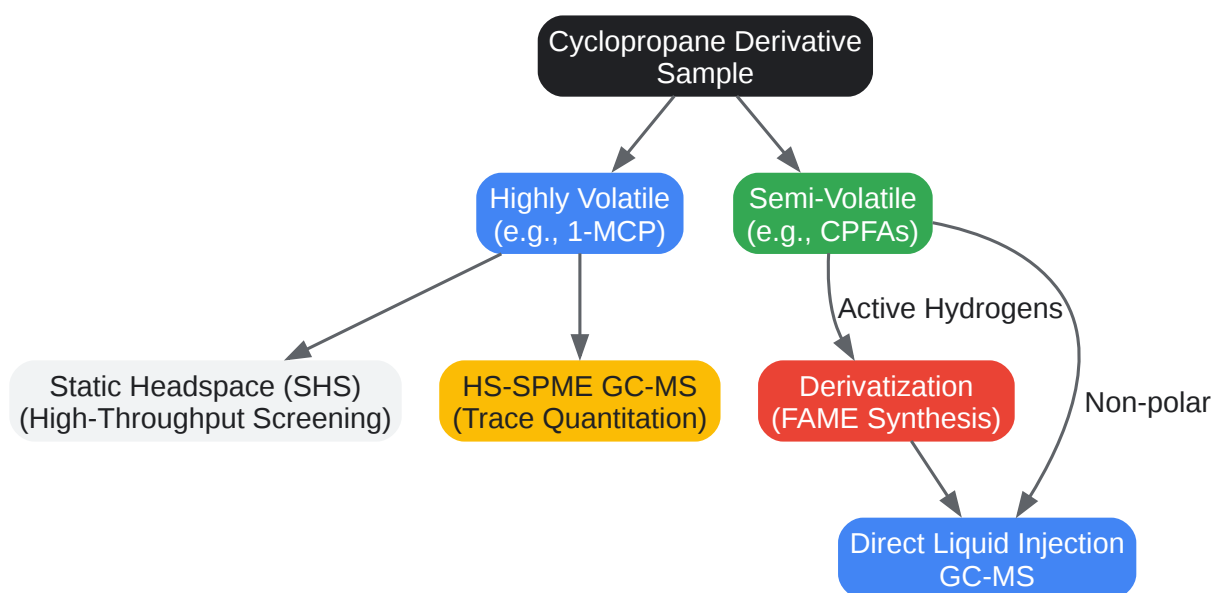 Cyclopropane Derivative
Sample
Highly Volatile
(e.g., 1-MCP)
Semi-Volatile
(e.g., CPFAs)
Active Hydrogens
Static Headspace (SHS)
(High-Throughput Screening)
HS-SPME GC-MS
(Trace Quantitation)
Derivatization
(FAME Synthesis)
Non-polar
Direct Liquid Injection
GC-MS